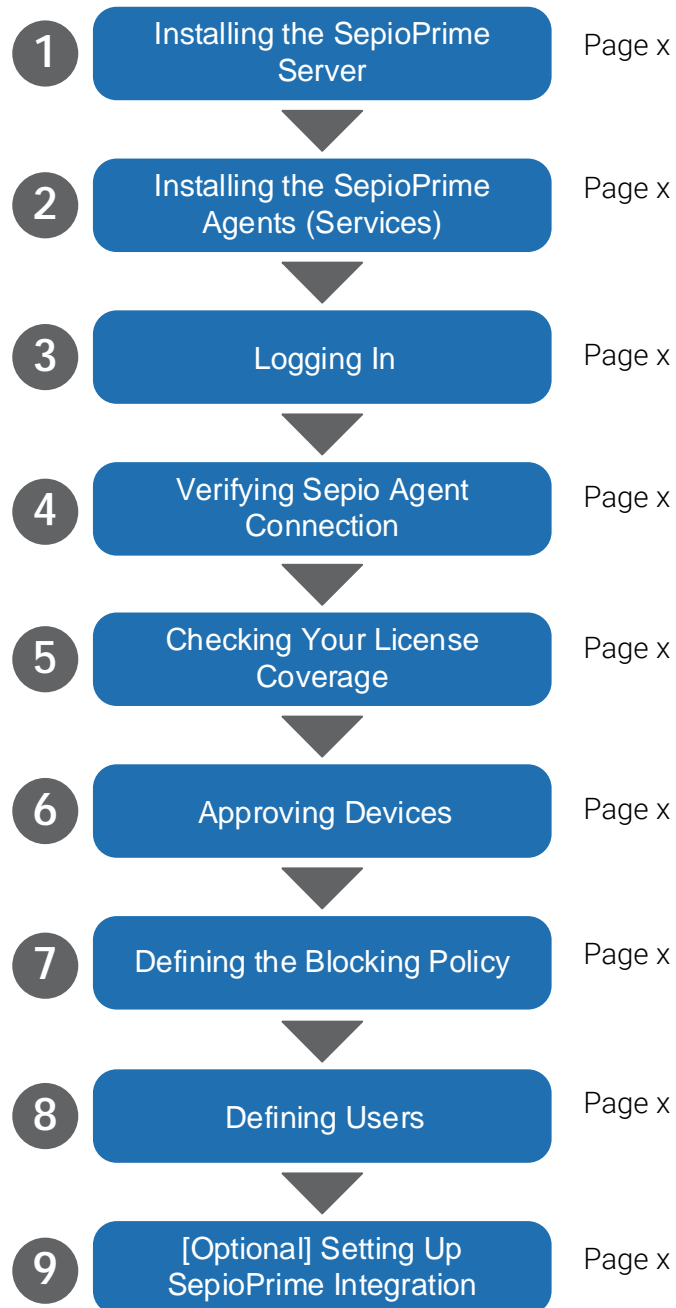 1
Installing the SepioPrime
Server
Page x
2
Installing the SepioPrime
Agents (Services)
Page x
3
Logging In
Page x
4
Verifying Sepio Agent
Connection
Page x
5
Checking Your License
Coverage
Page x
6
Approving Devices
Page x
7
Defining the Blocking Policy
Page x
8
Defining Users
Page x
9
[Optional] Setting Up
SepioPrime Integration
Page x